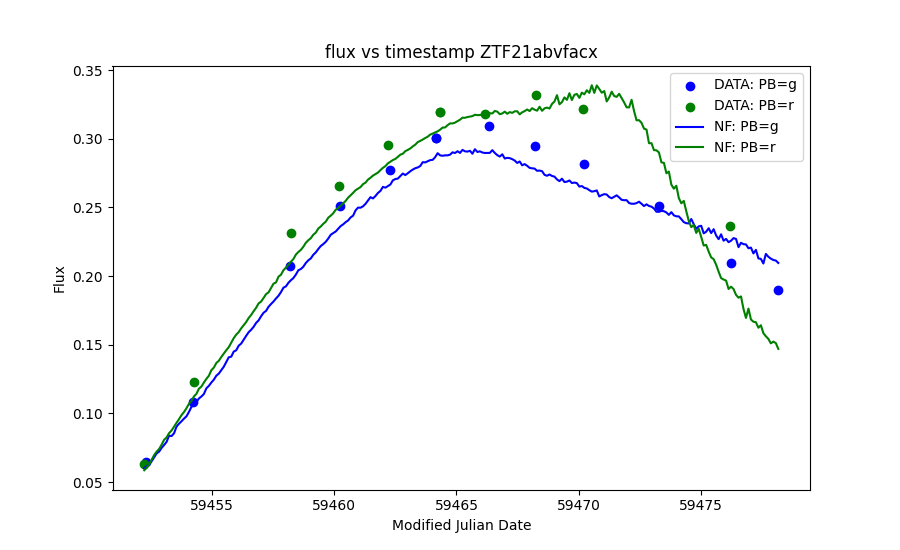 flux vs timestamp ZTF21abvfacx
0.35
0.30
0.25
0.20
0.15
0.10
0.05
Flux
DATA: PB=g
DATA: PB=r
NF: PB=g
NF: PB=r
59455 59460 59465 59470 59475
Modified Julian Date